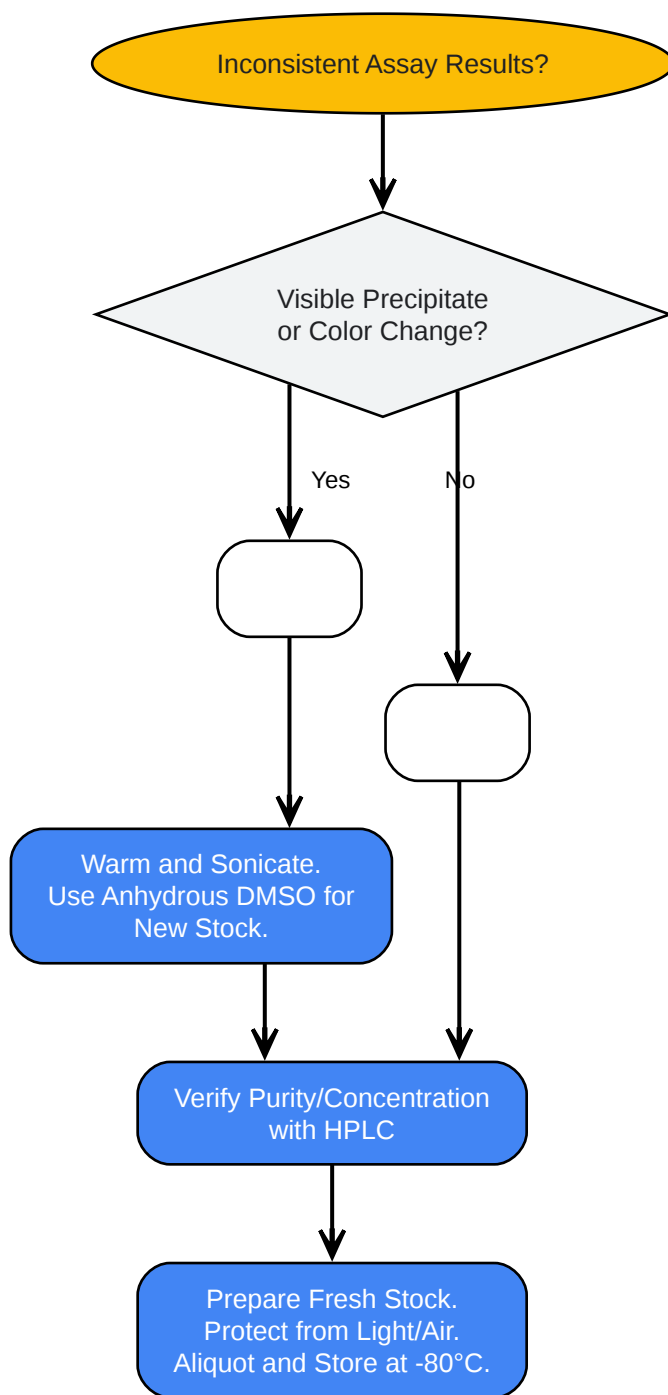 Inconsistent Assay Results?
Visible Precipitate
or Color Change?
Yes
No
Warm and Sonicate.
Use Anhydrous DMSO for
New Stock.
Verify Purity/Concentration
with HPLC
Prepare Fresh Stock.
Protect from Light/Air.
Aliquot and Store at -80°C.